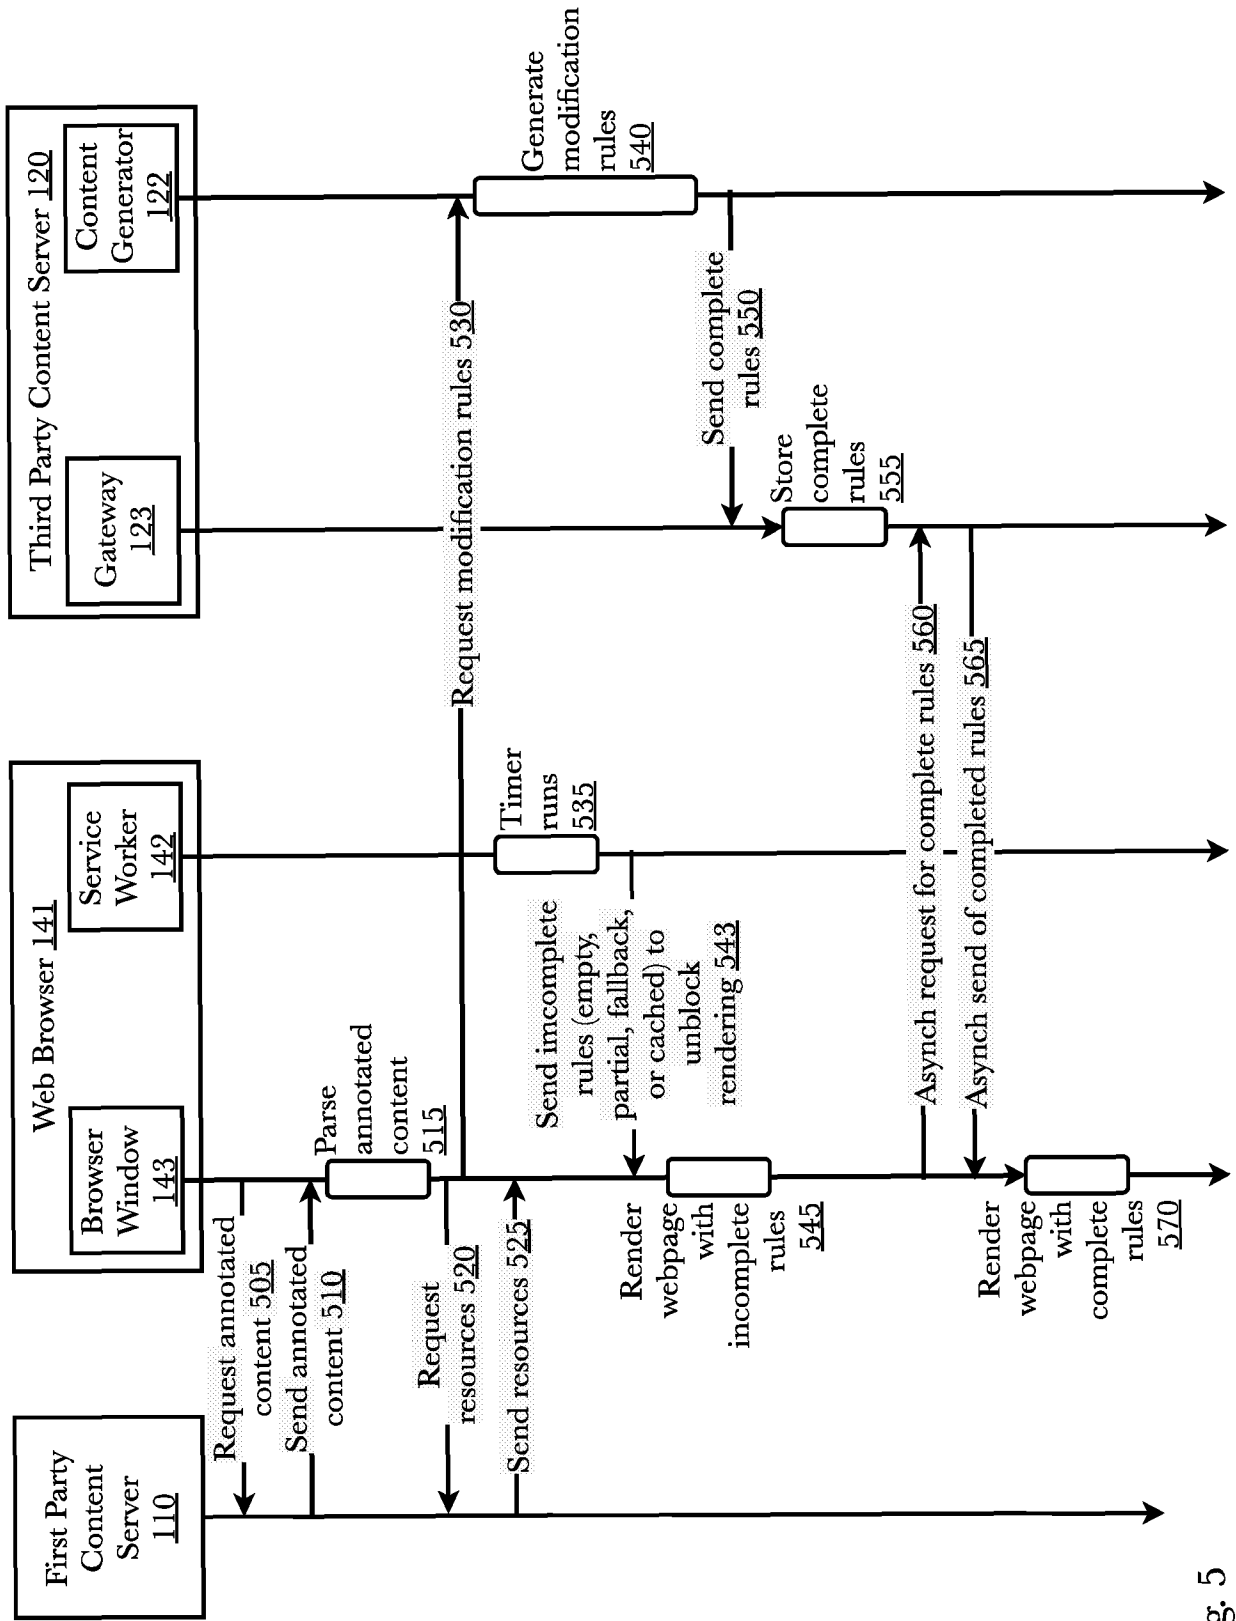 First Party
Content
Server
110
Web Browser 141
Browser
Window
143
Service
Worker
142
Third Party Content Server 120
Gateway
123
Content
Generator
122
Request annotated
content 505
Send annotated
content 510
Parse
annotated
content
515
Request
resources 520
Request modification rules 530
Send resources 525
Timer
runs
535
Generate
modification
rules
540
Send imcomplete
rules (empty,
partial, fallback,
or cached) to
unblock
rendering 543
Render
webpage with
incomplete
rules
545
Send complete
rules 550
Store
complete
rules
555
Asynch request for complete rules 560
Asynch send of completed rules 565
Render
webpage
with
complete
rules
570
g. 5